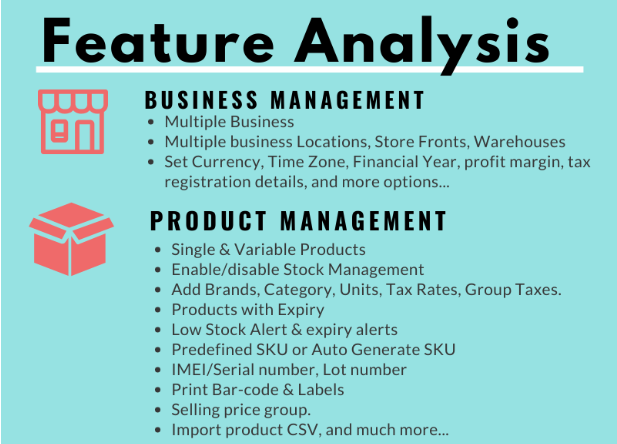 Feature Analysis
BUSINESS MANAGEMENT
• Multiple Business
• Multiple business Locations, Store Fronts, Warehouses
• Set Currency, Time Zone, Financial Year, profit margin, tax
registration details, and more options...
PRODUCT MANAGEMENT
• Single & Variable Products
• Enable/disable Stock Management
• Add Brands, Category, Units, Tax Rates, Group Taxes.
• Products with Expiry
• Low Stock Alert & expiry alerts
• Predefined SKU or Auto Generate SKU
• IMEI/Serial number, Lot number
• Print Bar-code & Labels
• Selling price group.
• Import product CSV, and much more...